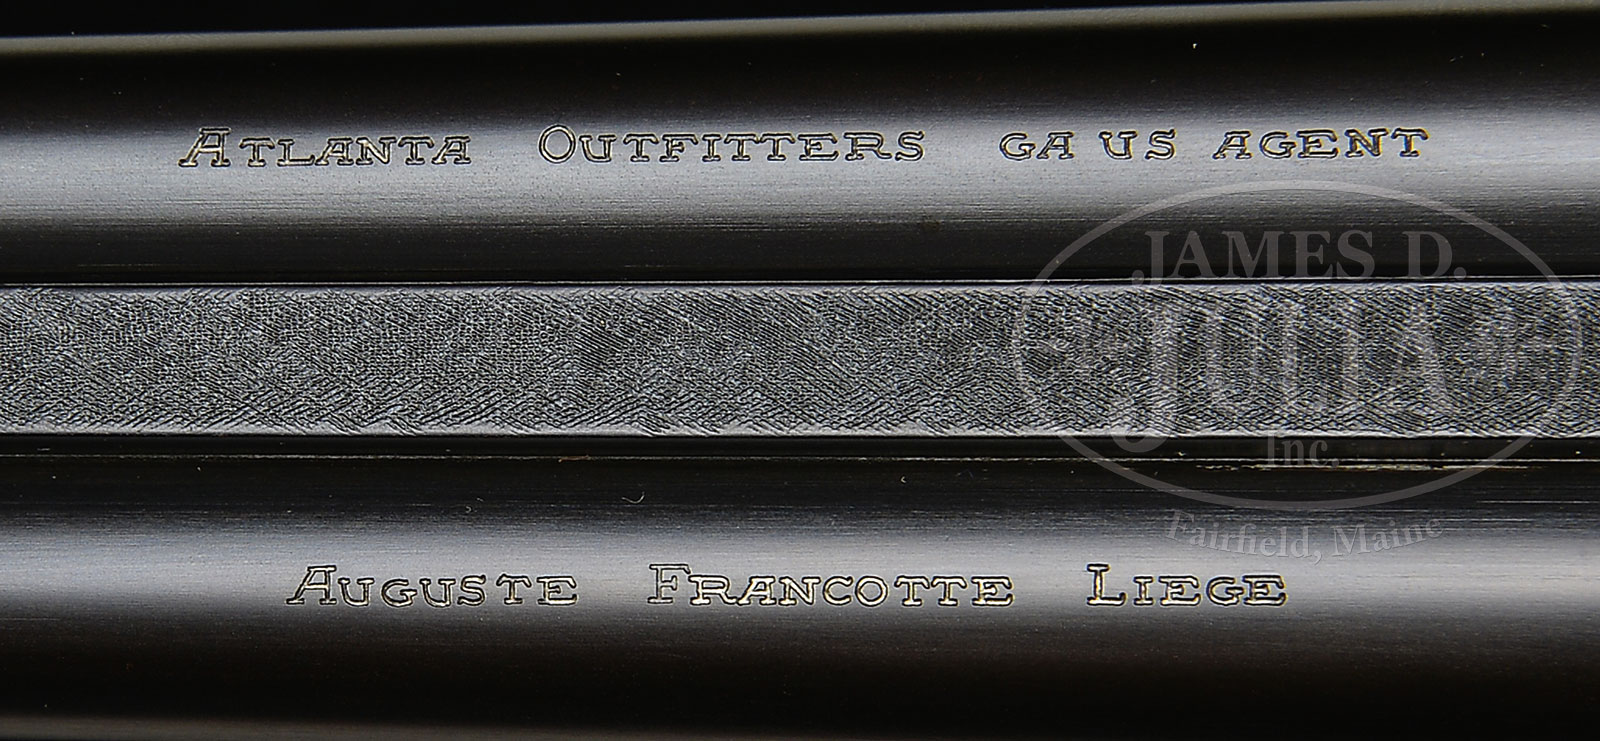 ATLANTA OUTFITTERS GA US AGENT
JAMES D.
JULIA
Inc.
Fairfield, Maine
AUGUSTE FRANCOTTE LIEGE